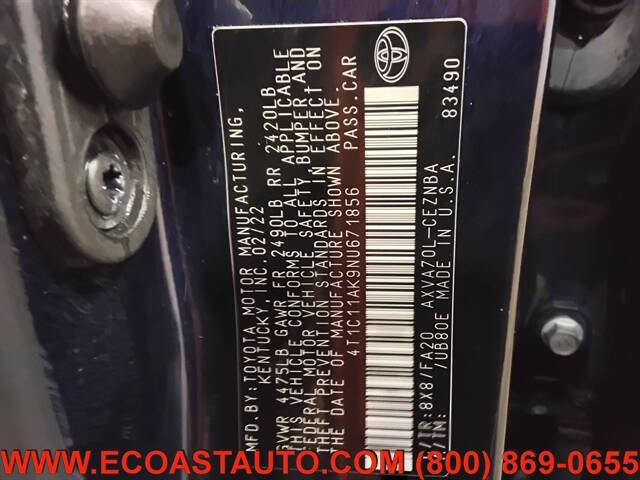 MFD.BY:TOYOTA MOTOR MANUFACTURING,
KENTUCKY, INC. 02/22
GVWR 4475LB GAWR FR 2490LB RR 2420LB
THIS VEHICLE CONFORMS TO ALL APPLICABLE
FEDERAL MOTOR VEHICLE SAFETY, BUMPER, AND
THEFT PREVENTION STANDARDS IN EFFECT ON
THE DATE OF MANUFACTURE SHOWN ABOVE.
4T1C11AK9NU671856 PASS.CAR
C/TR:8X8/FA20 AXVA70L-CEZNBA
A/TM: /UB80E MADE IN U.S.A. 83490
WWW.ECOASTAUTO.COM (800) 869-0655